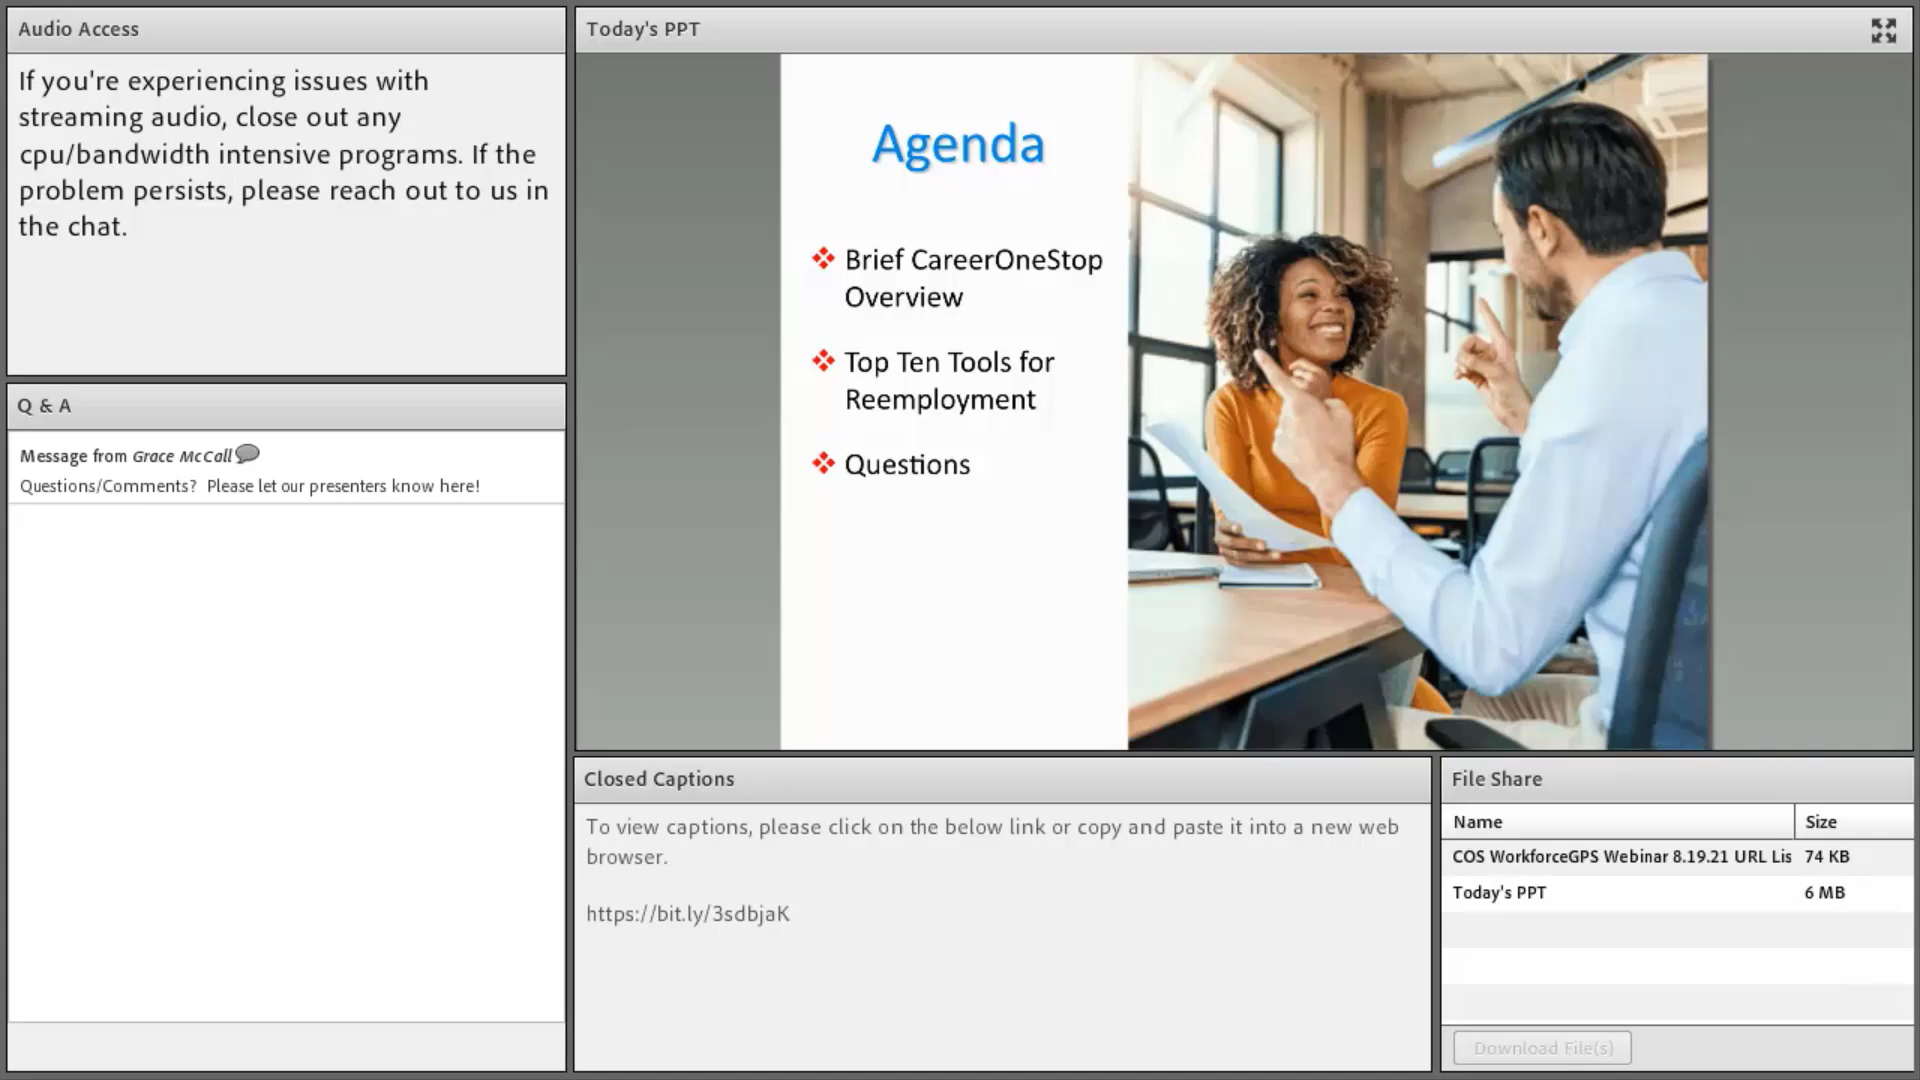 Audio Access
If you're experiencing issues with
streaming audio, close out any
cpu/bandwidth intensive programs. If the
problem persists, please reach out to us in
the chat.
Q & A
Message from Grace McCall
Questions/Comments?  Please let our presenters know here!
Today's PPT
Agenda
Brief CareerOneStop
Overview
Top Ten Tools for
Reemployment
Questions
Closed Captions
To view captions, please click on the below link or copy and paste it into a new web
browser.
https://bit.ly/3sdbjaK
File Share
Name Size
COS WorkforceGPS Webinar 8.19.21 URL Lis 74 KB
Today's PPT 6 MB
Download File(s)